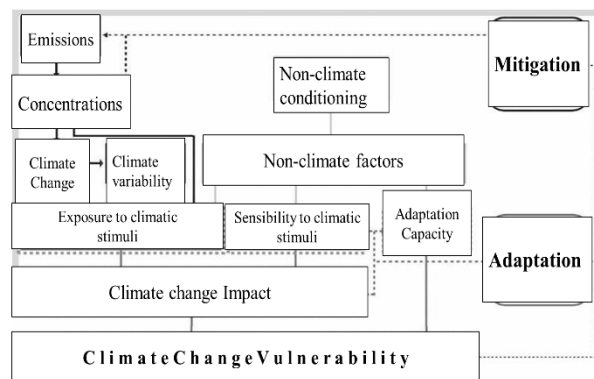 Emissions
Mitigation
Non-climate
conditioning
Concentrations
Climate
Change
Climate
variability
Non-climate factors
Exposure to climatic
stimuli
Sensibility to climatic
stimuli
Adaptation
Capacity
Adaptation
Climate change Impact
ClimateChangeVulnerability